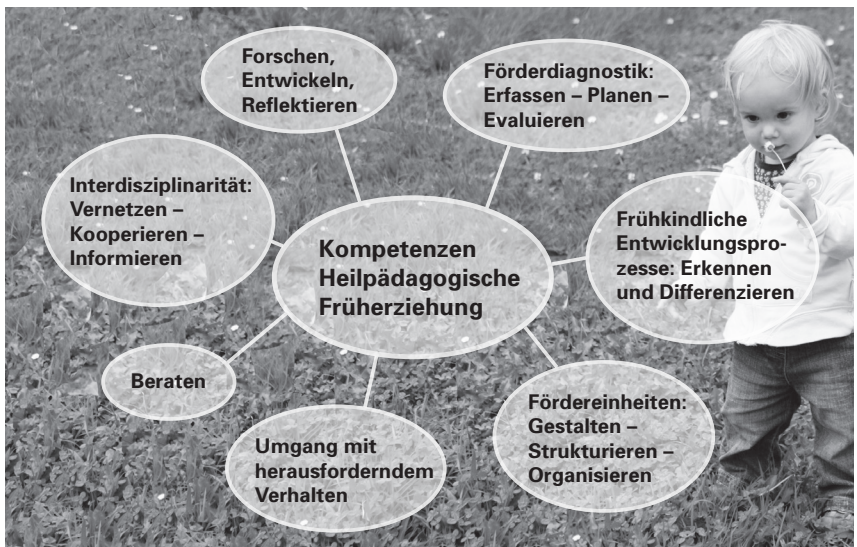 Forschen,
Entwickeln,
Reflektieren
Förderdiagnostik:
Erfassen – Planen –
Evaluieren
Interdisziplinarität:
Vernetzen –
Kooperieren –
Informieren
Kompetenzen
Heilpädagogische
Früherziehung
Frühkindliche
Entwicklungspro-
zesse: Erkennen
und Differenzieren
Beraten
Umgang mit
herausforderndem
Verhalten
Fördereinheiten:
Gestalten –
Strukturieren –
Organisieren